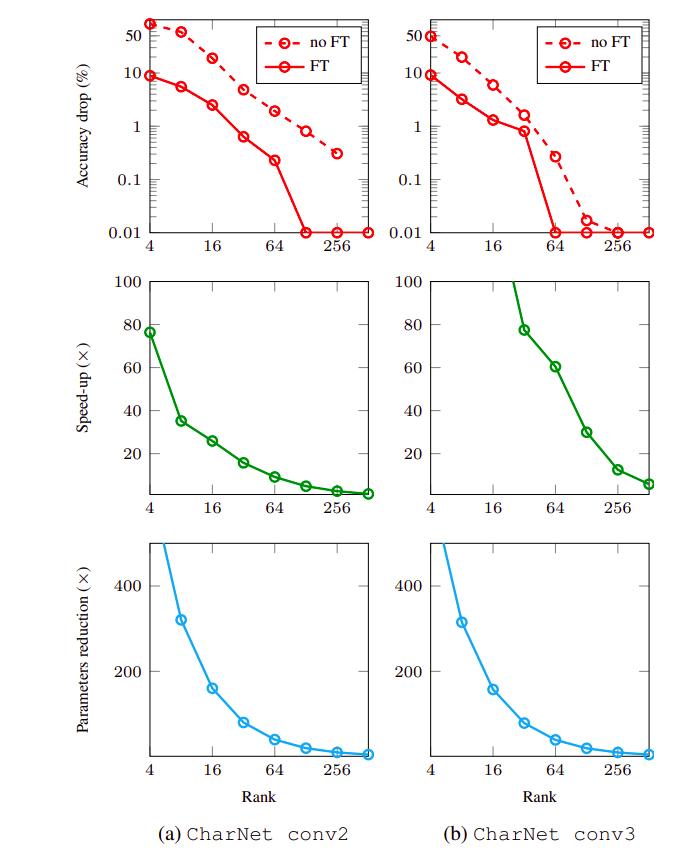 Accuracy drop (%)
50
10
1
0.1
0.01
4 16 64 256
no FT
FT
50
10
1
0.1
0.01
4 16 64 256
no FT
FT
Speed-up (×)
100
80
60
40
20
4 16 64 256
100
80
60
40
20
4 16 64 256
Parameters reduction (×)
400
200
4 16 64 256
Rank
400
200
4 16 64 256
Rank
(a) CharNet conv2
(b) CharNet conv3